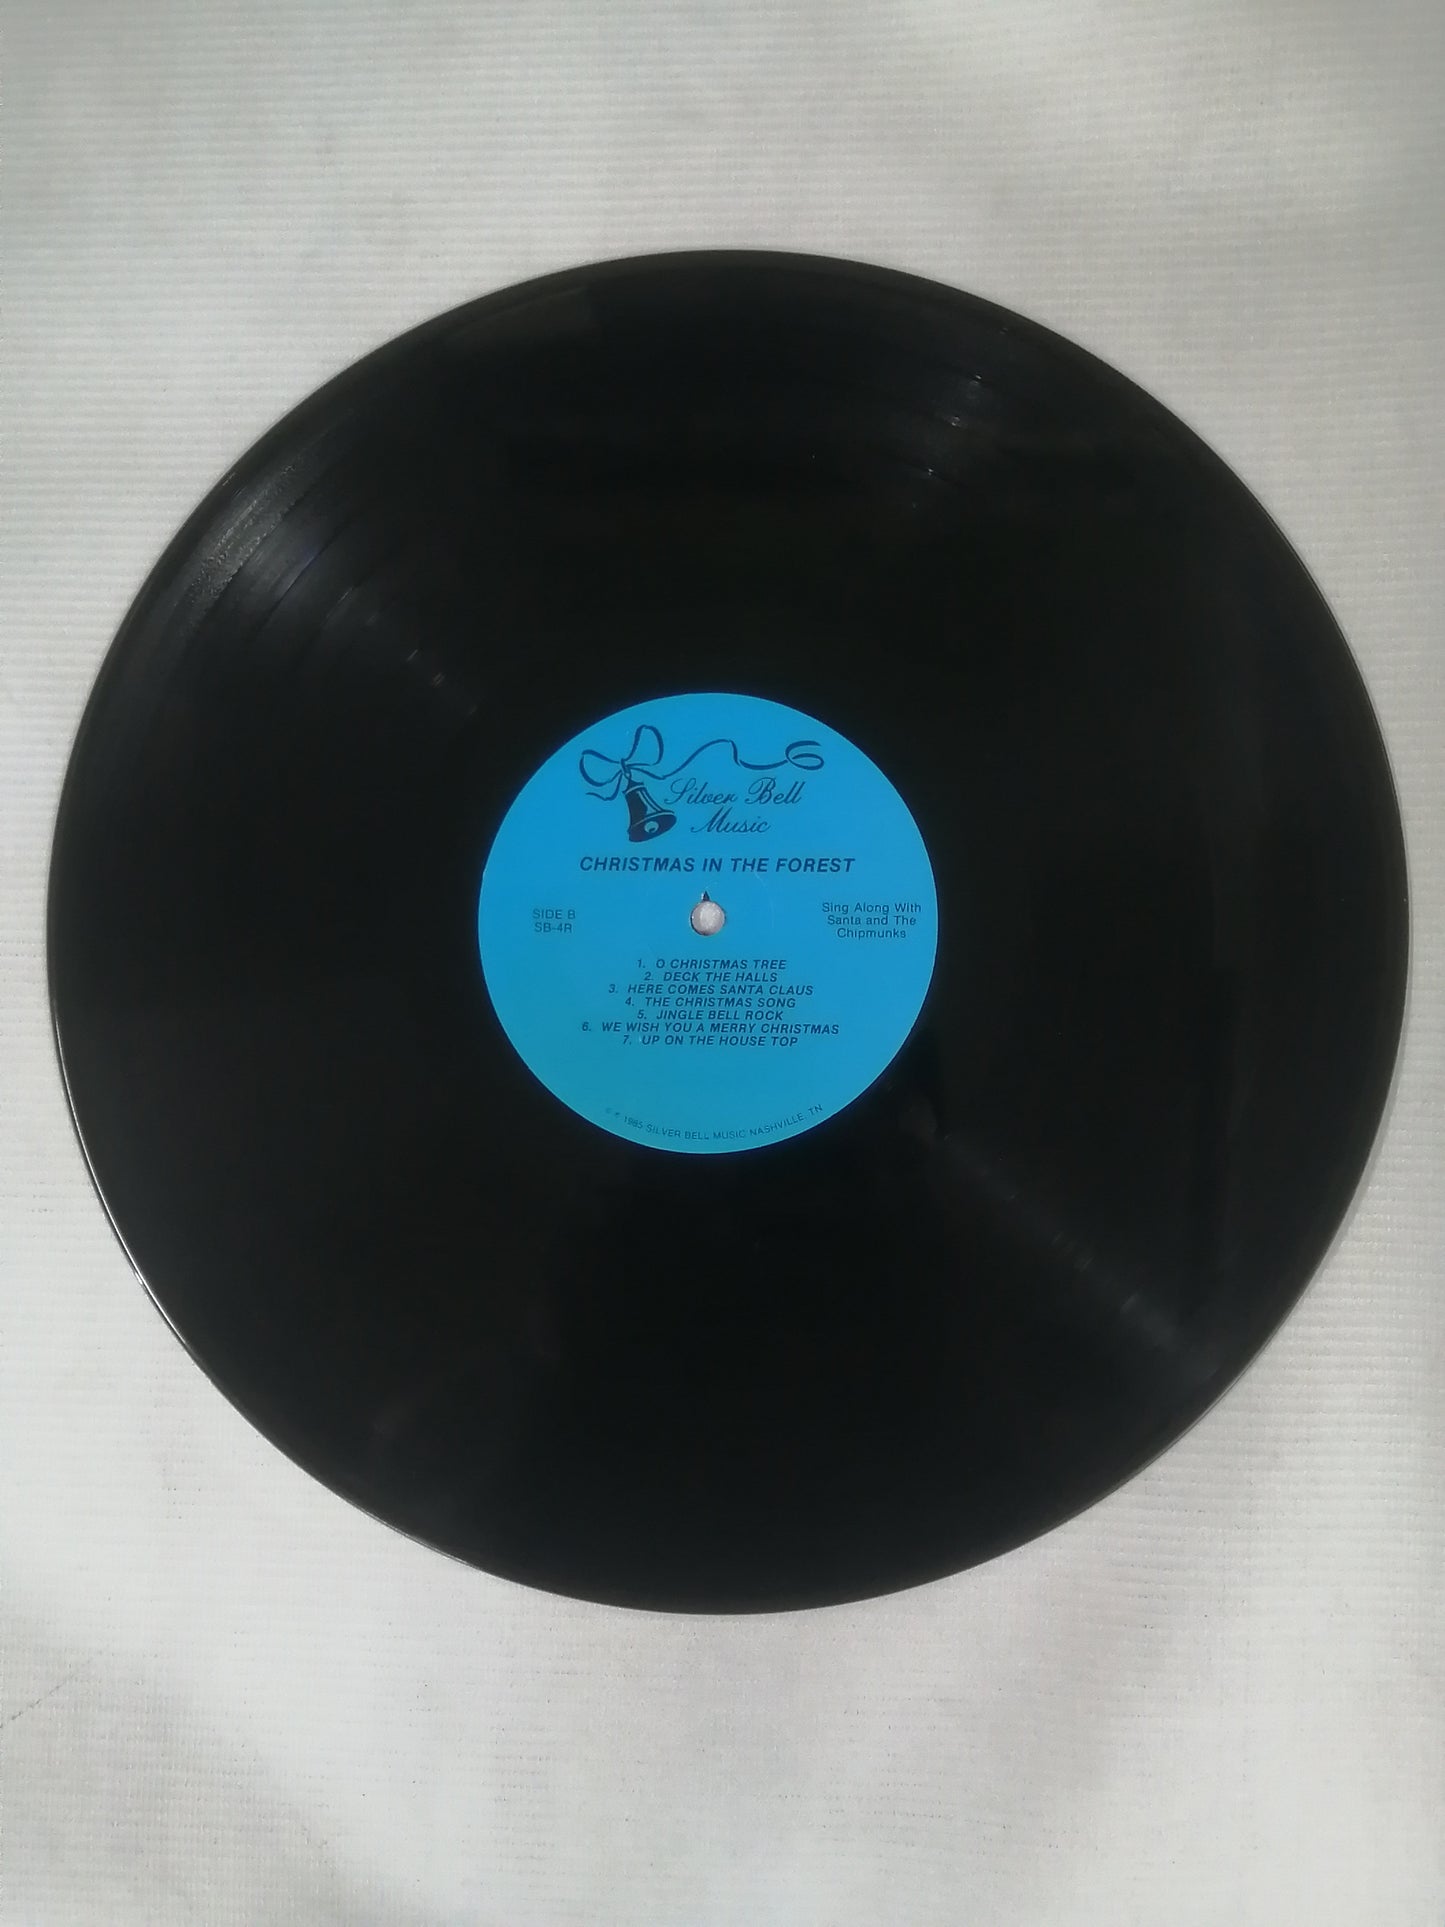 Silver Bell
Music
CHRISTMAS IN THE FOREST
SIDE B
SB-4R
Sing Along With
Santa and The
Chipmunks
1. O CHRISTMAS TREE
2. DECK THE HALLS
3. HERE COMES SANTA CLAUS
4. THE CHRISTMAS SONG
5. JINGLE BELL ROCK
6. WE WISH YOU A MERRY CHRISTMAS
7. UP ON THE HOUSE TOP
© ℗ 1985 SILVER BELL MUSIC NASHVILLE, TN